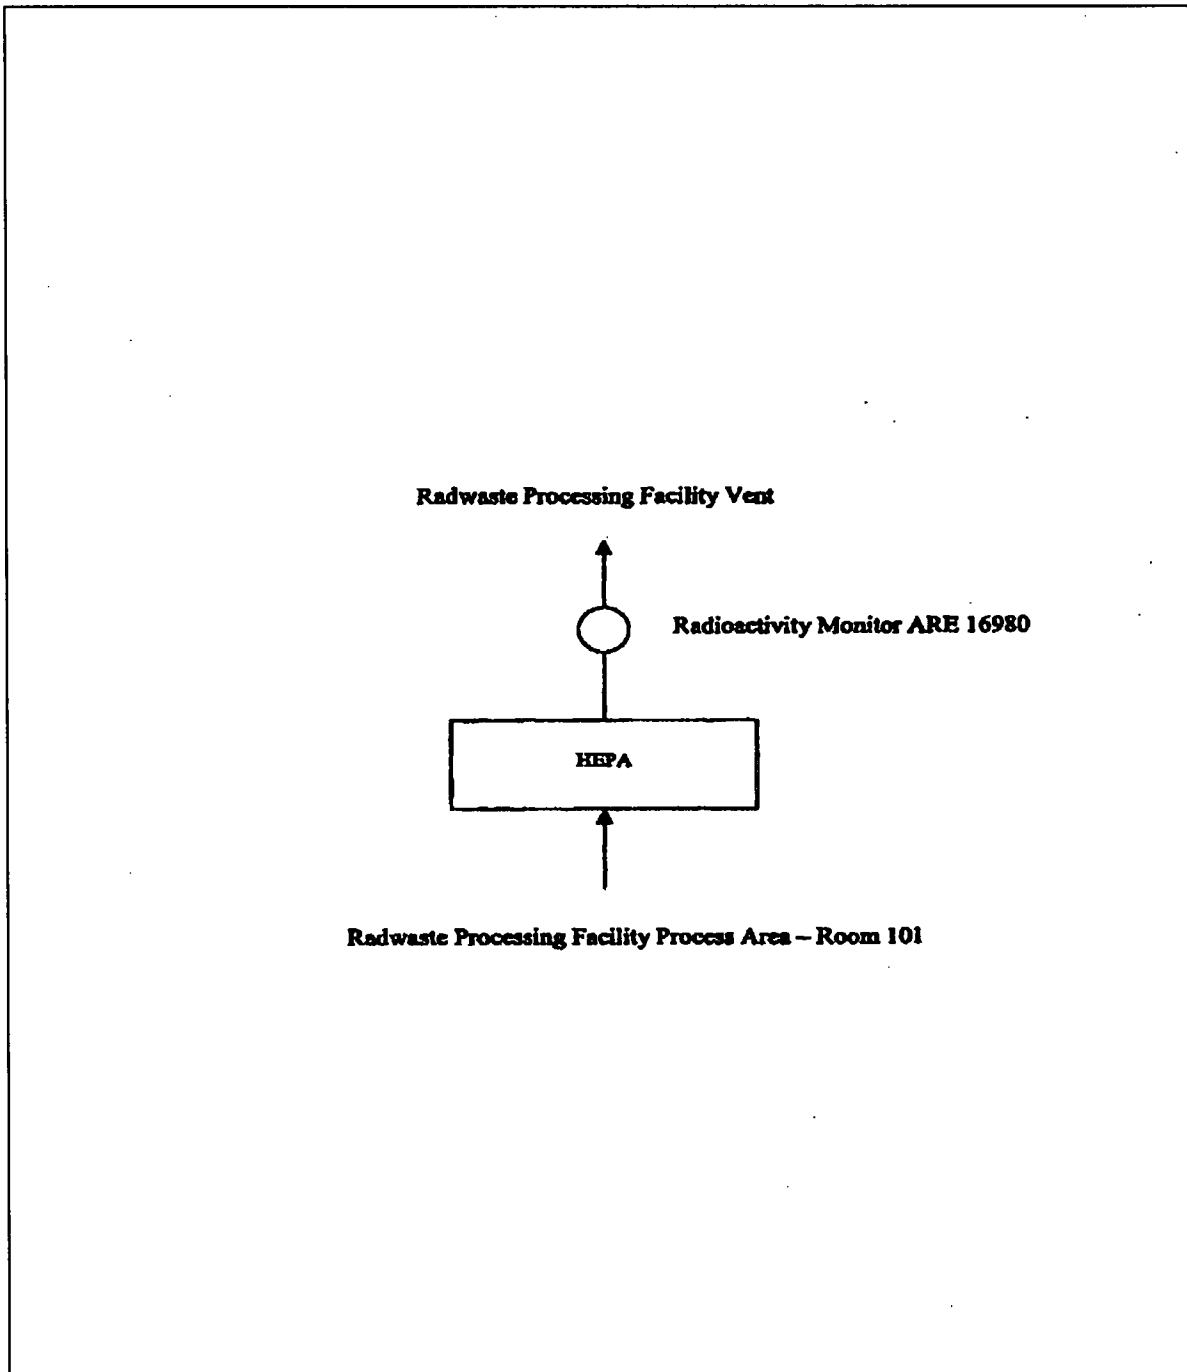 Radwaste Processing Facility Vent
Radioactivity Monitor ARE 16980
HEPA
Radwaste Processing Facility Process Area – Room 101